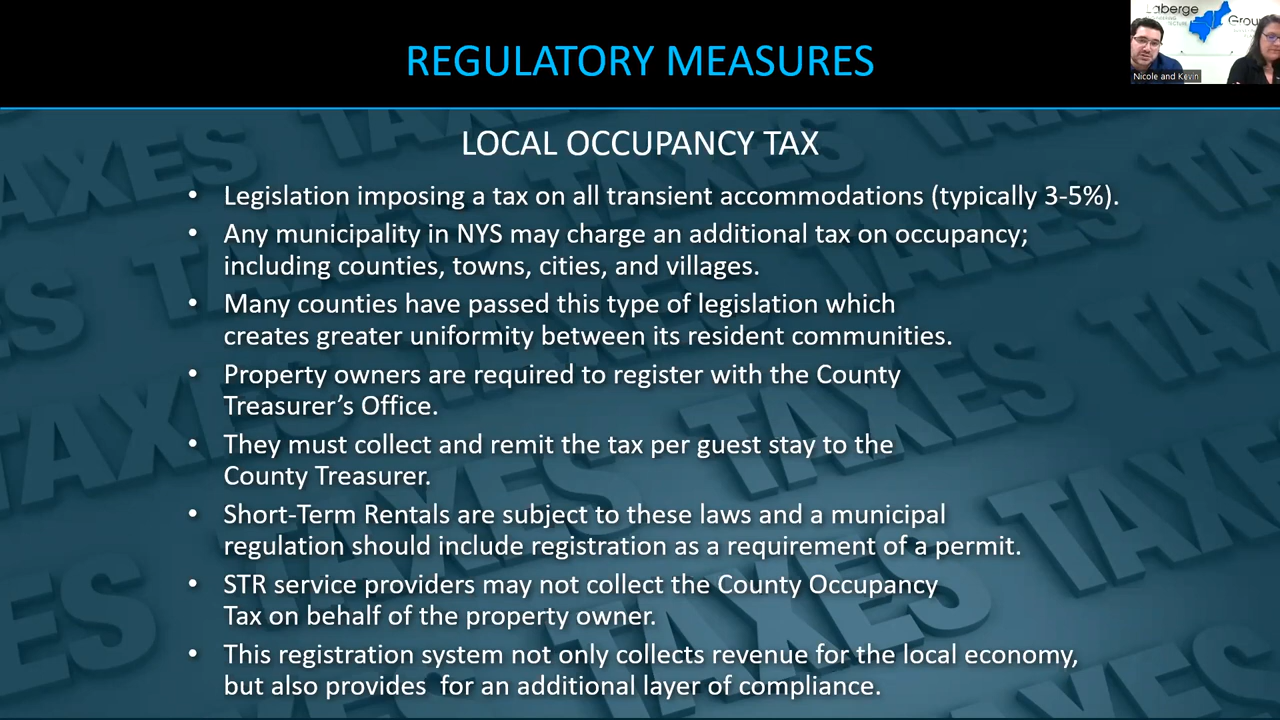 REGULATORY MEASURES
Laberge
Group
Nicole and Kevin
LOCAL OCCUPANCY TAX
• Legislation imposing a tax on all transient accommodations (typically 3-5%).
• Any municipality in NYS may charge an additional tax on occupancy;
including counties, towns, cities, and villages.
• Many counties have passed this type of legislation which
creates greater uniformity between its resident communities.
• Property owners are required to register with the County
Treasurer’s Office.
• They must collect and remit the tax per guest stay to the
County Treasurer.
• Short-Term Rentals are subject to these laws and a municipal
regulation should include registration as a requirement of a permit.
• STR service providers may not collect the County Occupancy
Tax on behalf of the property owner.
• This registration system not only collects revenue for the local economy,
but also provides  for an additional layer of compliance.
TAXES
TAXES
TAXES
TAXES